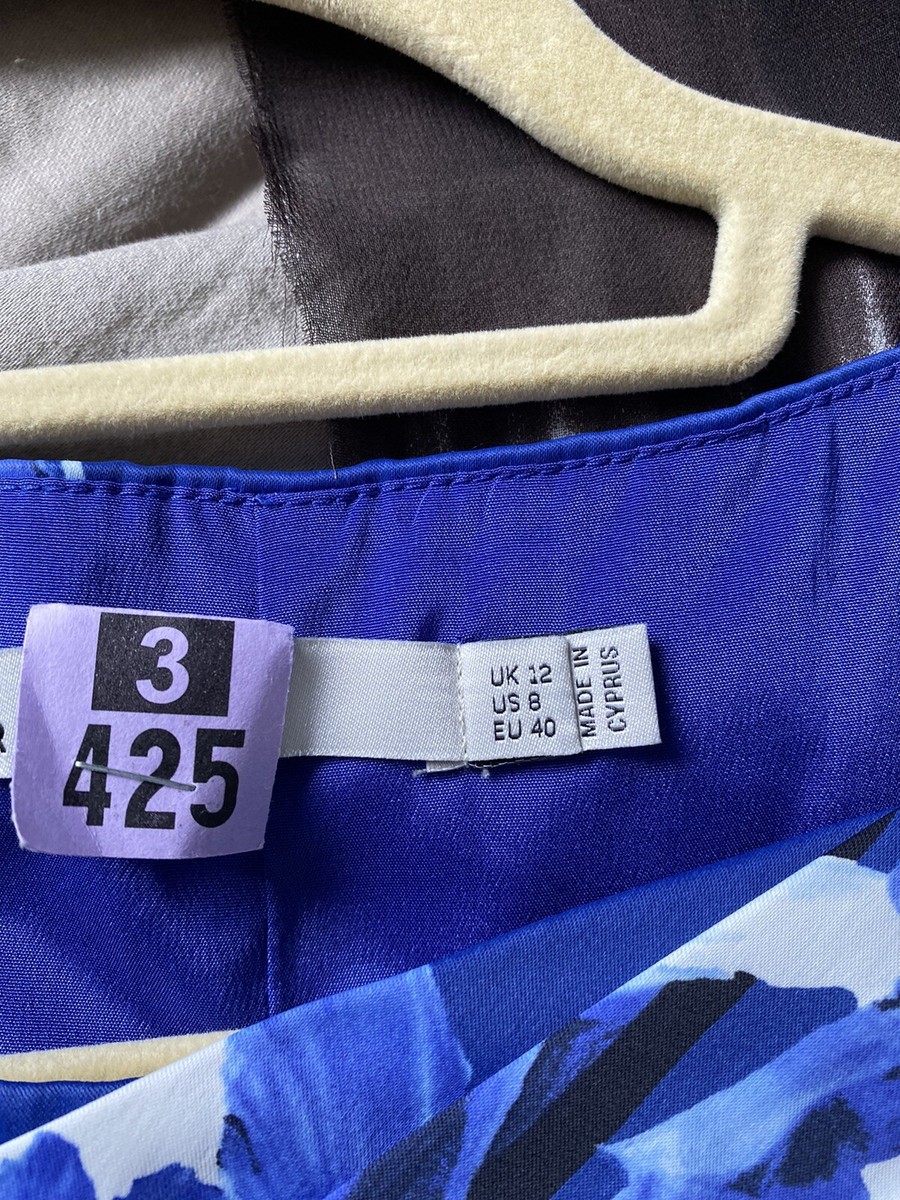 3
425
UK 12
US 8
EU 40
MADE IN
CYPRUS